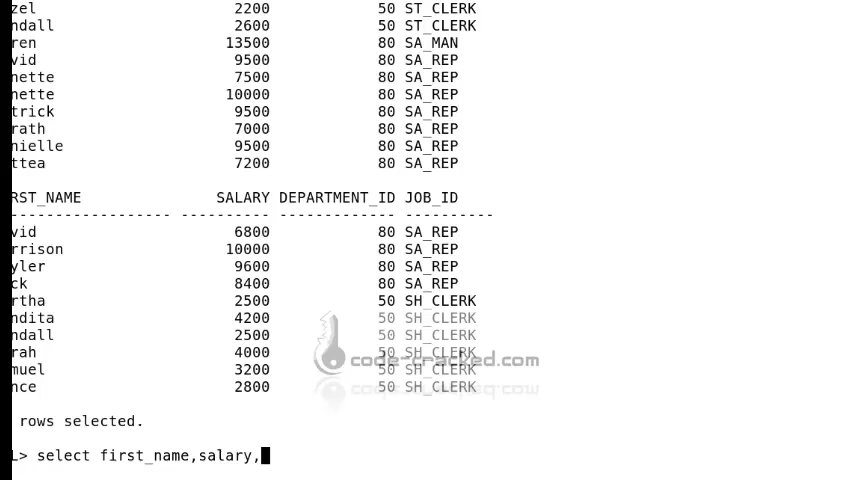 zel 2200 50 ST_CLERK
ndall 2600 50 ST_CLERK
ren 13500 80 SA_MAN
vid 9500 80 SA_REP
nette 7500 80 SA_REP
nette 10000 80 SA_REP
trick 9500 80 SA_REP
rath 7000 80 SA_REP
nielle 9500 80 SA_REP
ttea 7200 80 SA_REP
RST_NAME SALARY DEPARTMENT_ID JOB_ID
------------------ ---------- ------------- ----------
vid 6800 80 SA_REP
rrison 10000 80 SA_REP
yler 9600 80 SA_REP
ck 8400 80 SA_REP
rtha 2500 50 SH_CLERK
ndita 4200 50 SH_CLERK
ndall 2500 50 SH_CLERK
rah 4000 50 SH_CLERK
code-cracked.com
muel 3200 50 SH_CLERK
nce 2800 50 SH_CLERK
rows selected.
L> select first_name,salary,